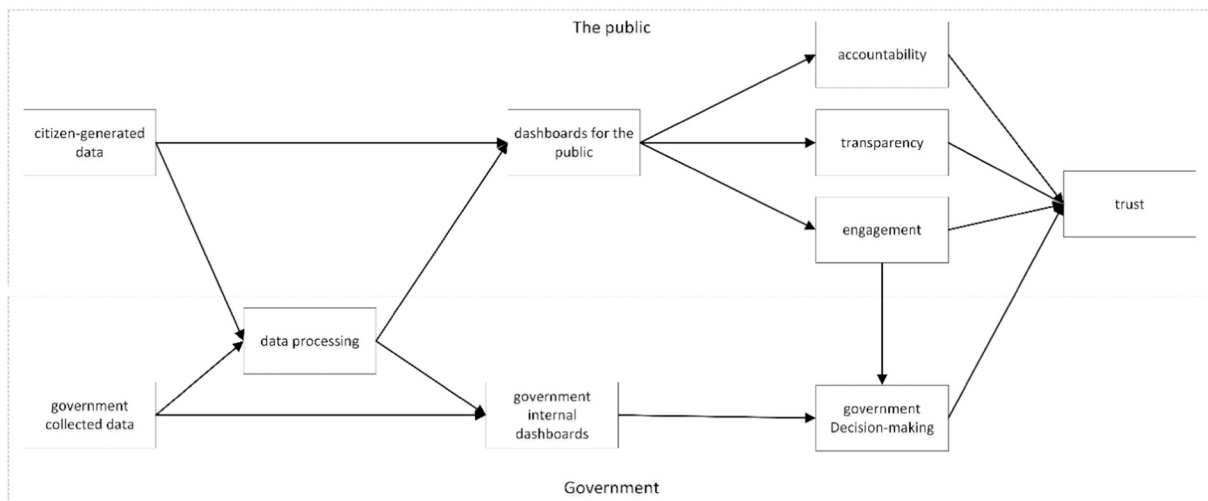 The public
accountability
citizen-generated
data
dashboards for the
public
transparency
trust
engagement
data processing
government
collected data
government
internal
dashboards
government
Decision-making
Government